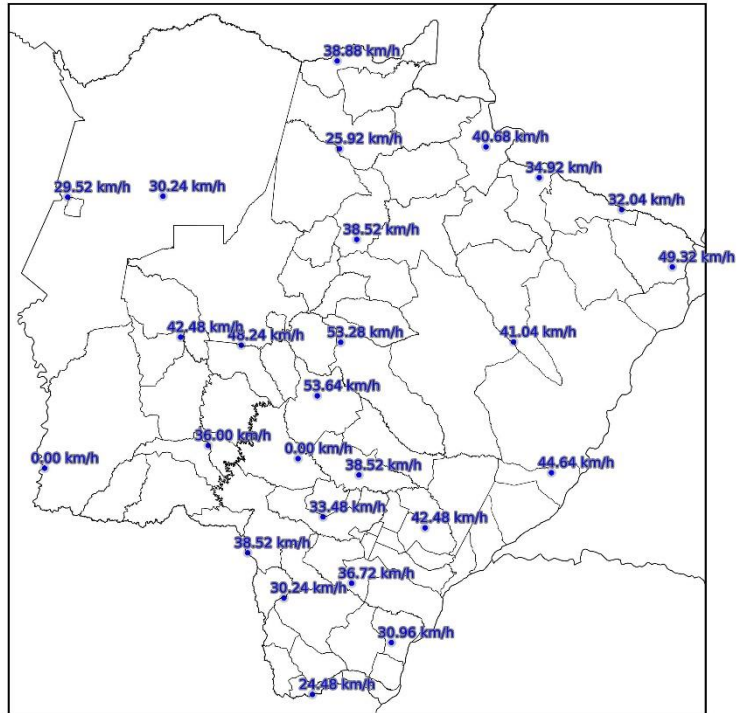 38.88 km/h
25.92 km/h
40.68 km/h
34.92 km/h
29.52 km/h
30.24 km/h
32.04 km/h
38.52 km/h
49.32 km/h
42.48 km/h
48.24 km/h
53.28 km/h
41.04 km/h
53.64 km/h
36.00 km/h
0.00 km/h
0.00 km/h
38.52 km/h
44.64 km/h
33.48 km/h
42.48 km/h
38.52 km/h
36.72 km/h
30.24 km/h
30.96 km/h
24.48 km/h